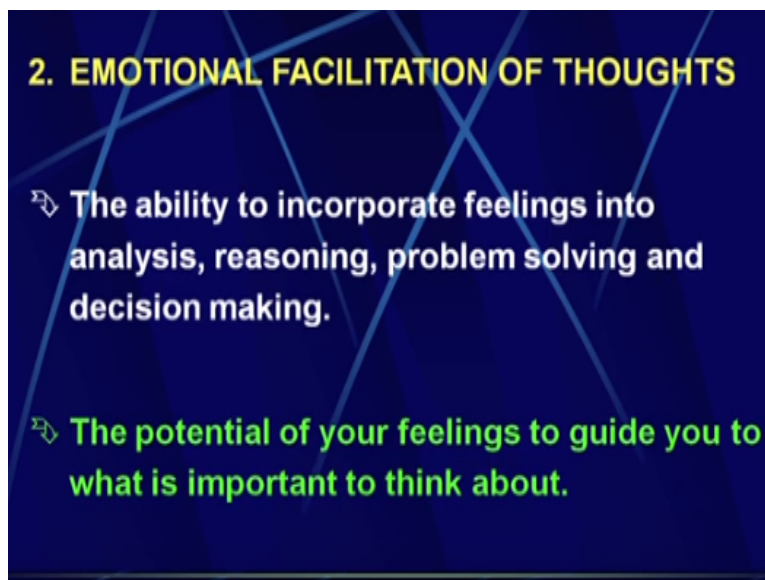 2. EMOTIONAL FACILITATION OF THOUGHTS
The ability to incorporate feelings into
analysis, reasoning, problem solving and
decision making.
The potential of your feelings to guide you to
what is important to think about.